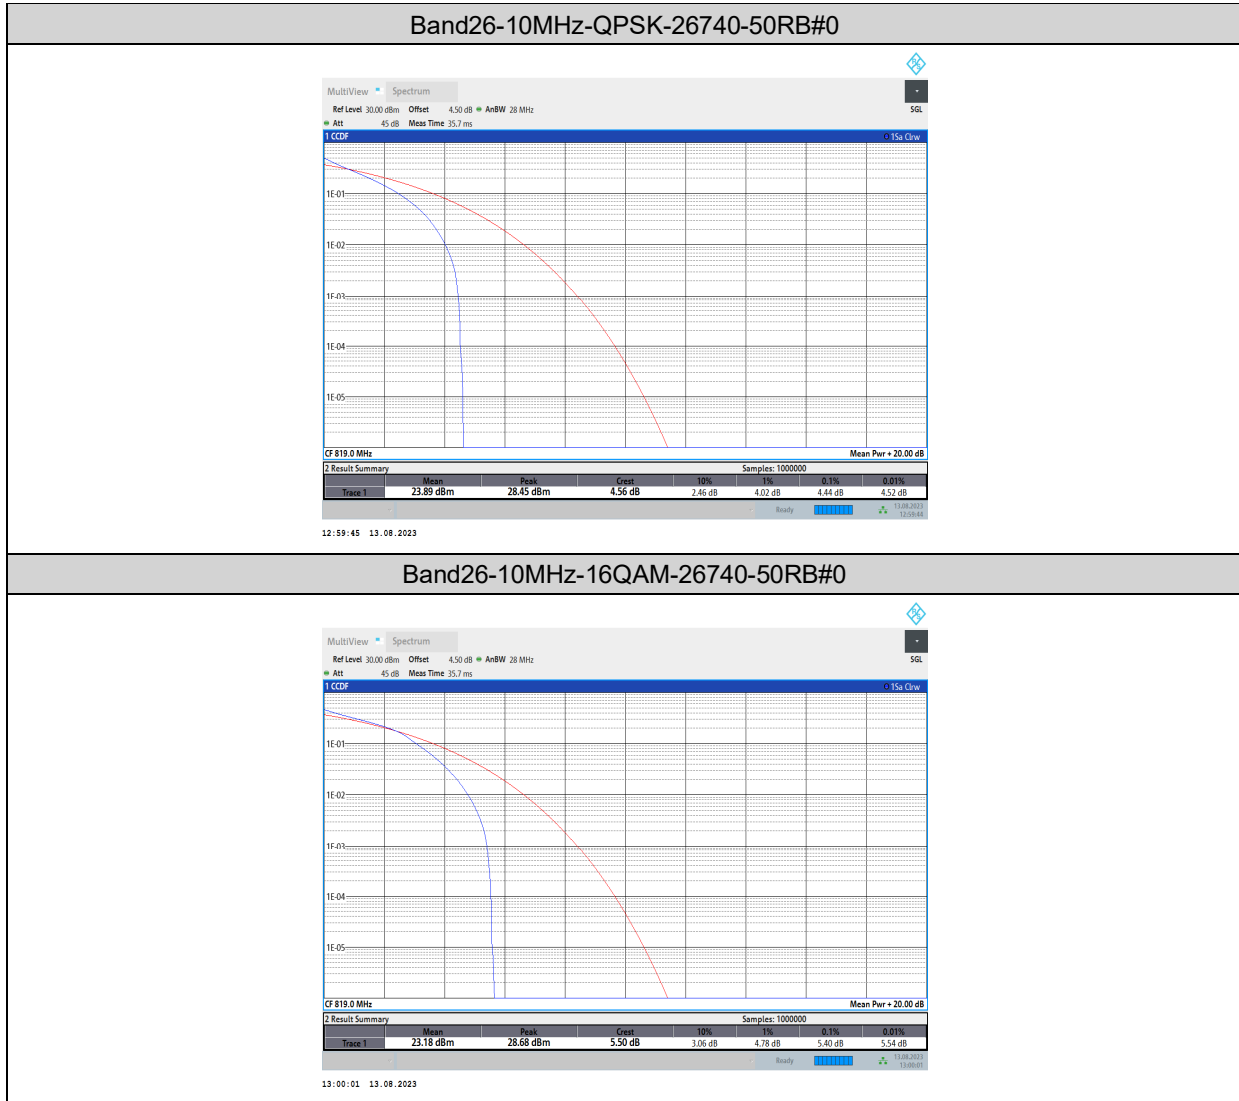 Band26-10MHz-QPSK-26740-50RB#0
MultiView Spectrum
Ref Level 30.00 dBm Offset 4.50 dB AnBW 28 MHz
SGL
Att 45 dB Meas Time 35.7 ms
1 CCDF 1Sa Clrw
1E-01
1E-02
1E-03
1E-04
1E-05
CF 819.0 MHz Mean Pwr + 20.00 dB
2 Result Summary Samples: 1000000
Mean Peak Crest 10% 1% 0.1% 0.01%
Trace 1 23.89 dBm 28.45 dBm 4.56 dB 2.46 dB 4.02 dB 4.44 dB 4.52 dB
Ready 13.08.2023
12:59:44
12:59:45 13.08.2023
Band26-10MHz-16QAM-26740-50RB#0
MultiView Spectrum
Ref Level 30.00 dBm Offset 4.50 dB AnBW 28 MHz
SGL
Att 45 dB Meas Time 35.7 ms
1 CCDF 1Sa Clrw
1E-01
1E-02
1E-03
1E-04
1E-05
CF 819.0 MHz Mean Pwr + 20.00 dB
2 Result Summary Samples: 1000000
Mean Peak Crest 10% 1% 0.1% 0.01%
Trace 1 23.18 dBm 28.68 dBm 5.50 dB 3.06 dB 4.78 dB 5.40 dB 5.54 dB
Ready 13.08.2023
13:00:01
13:00:01 13.08.2023